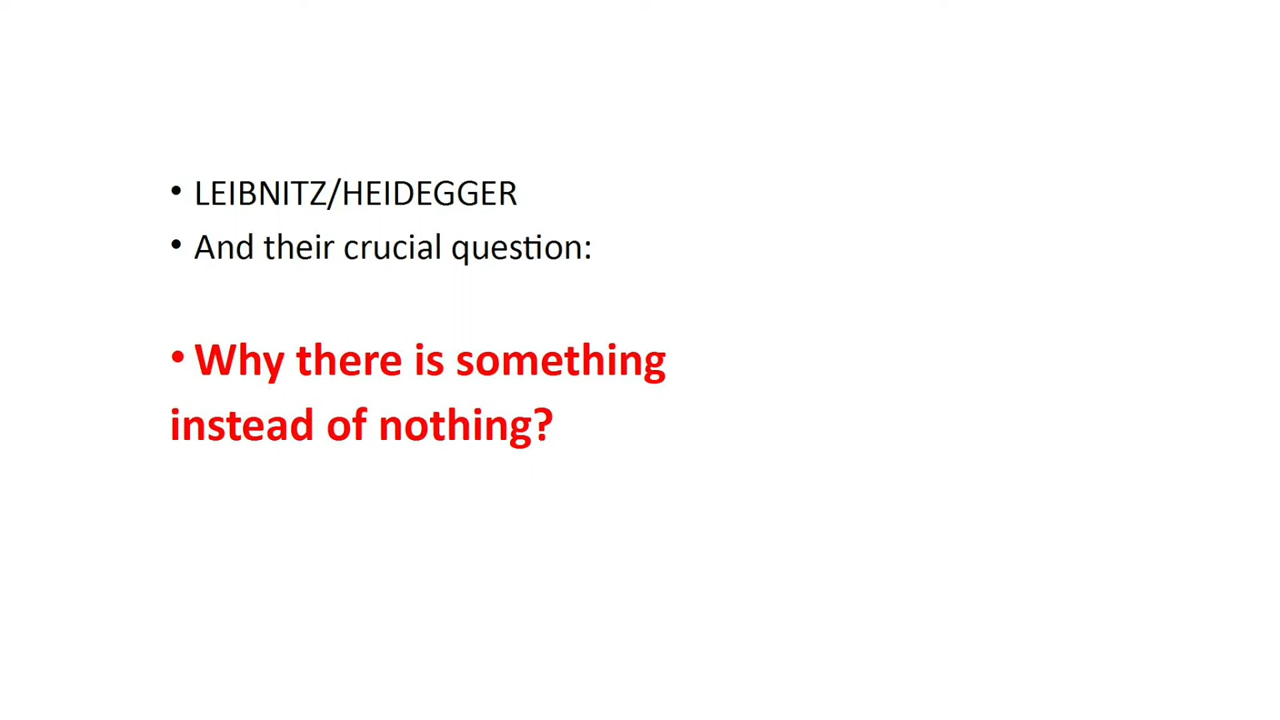 • LEIBNITZ/HEIDEGGER
• And their crucial question:
• Why there is something
instead of nothing?